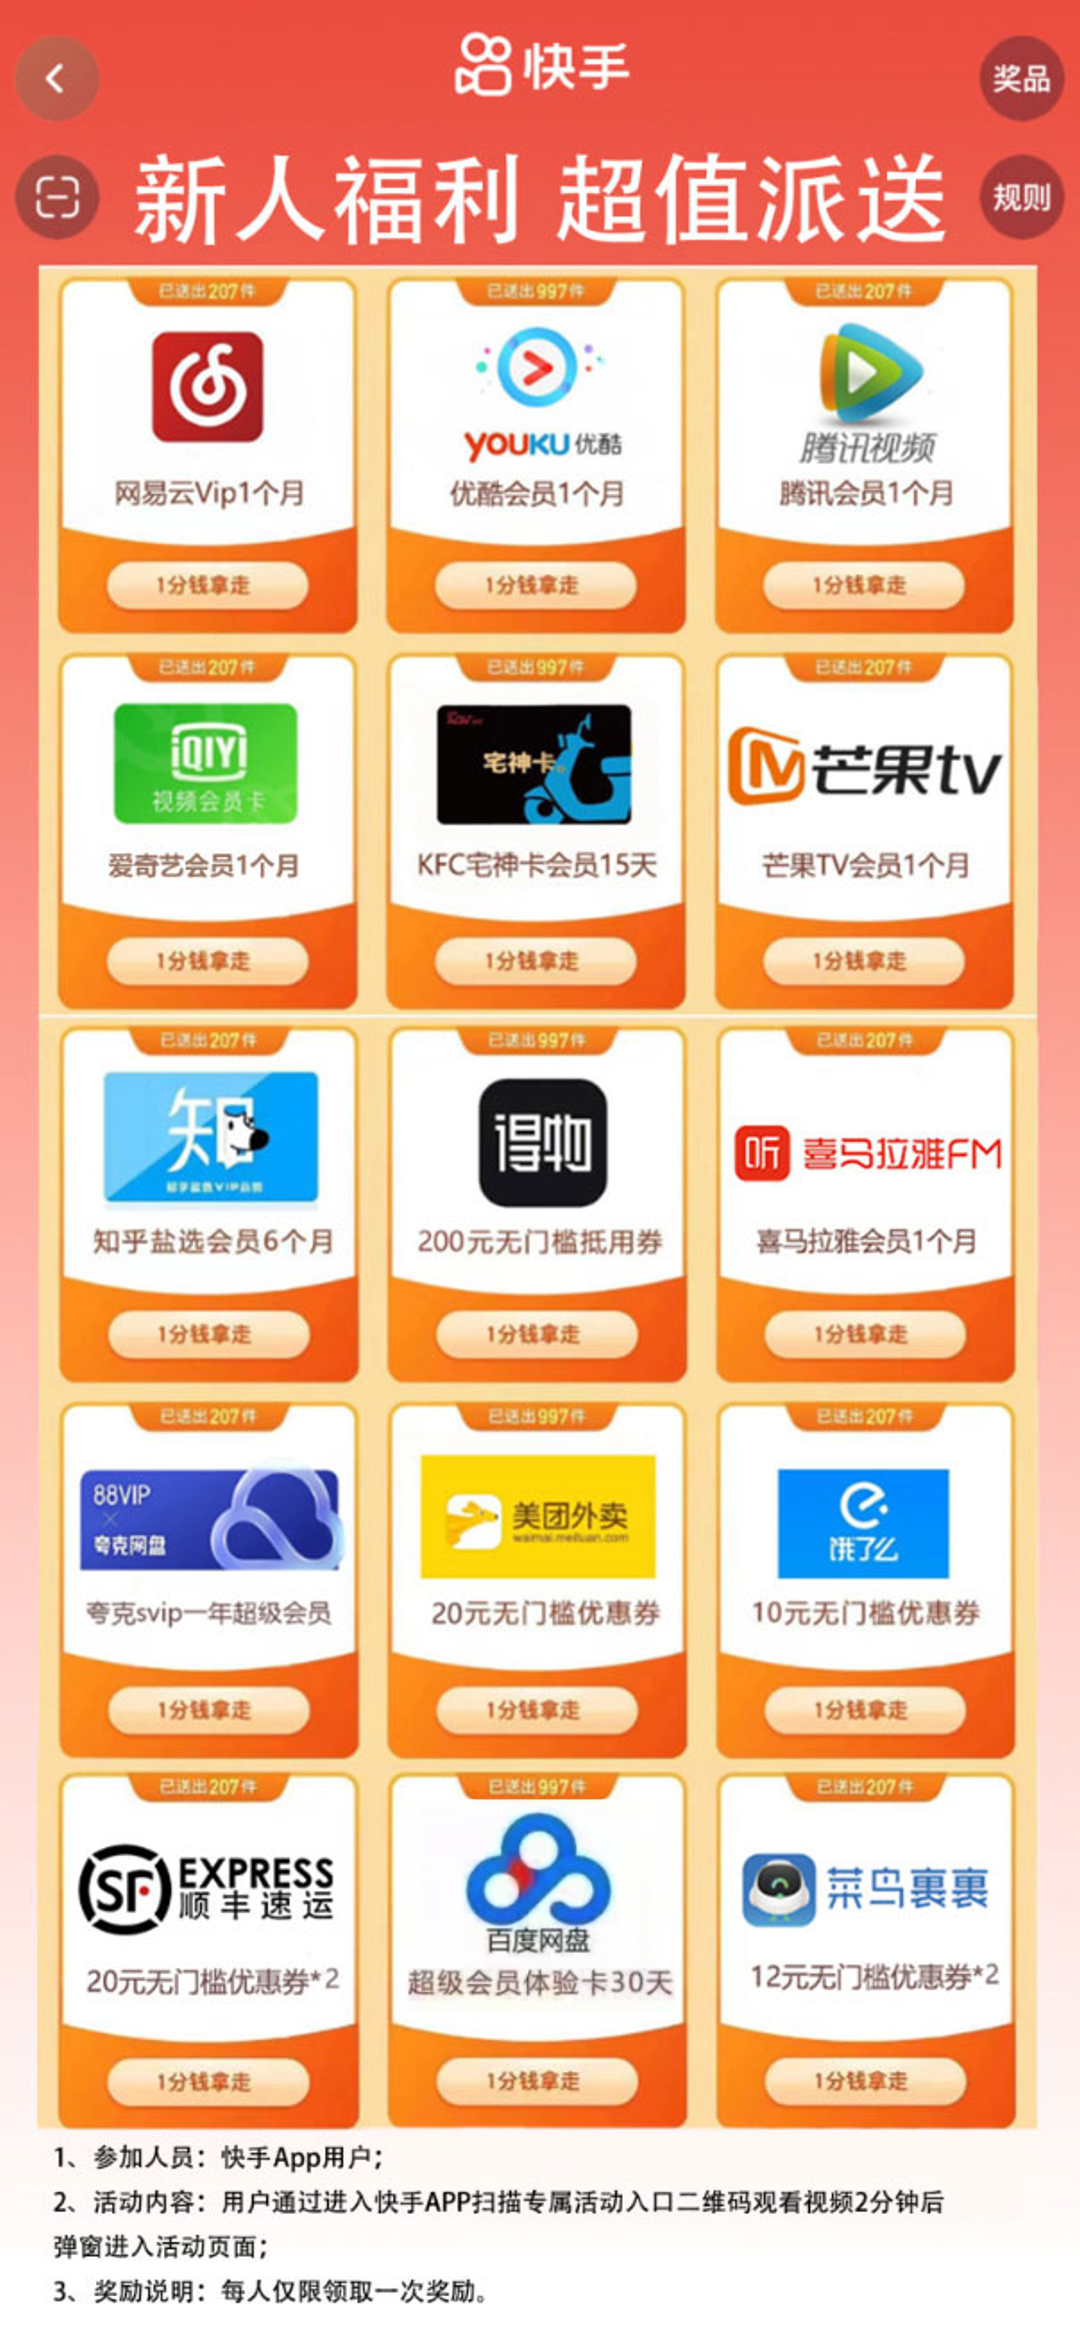 快手
奖品
新人福利 超值派送
规则
已送出207件
已送出997件
已送出207件
YOUKU 优酷
腾讯视频
网易云Vip1个月
优酷会员1个月
腾讯会员1个月
1分钱拿走
1分钱拿走
1分钱拿走
已送出207件
已送出997件
已送出207件
iQIYI
视频会员卡
宅神卡
芒果tv
爱奇艺会员1个月
KFC宅神卡会员15天
芒果TV会员1个月
1分钱拿走
1分钱拿走
1分钱拿走
已送出207件
已送出997件
已送出207件
知
得物
听 喜马拉雅FM
知乎盐选会员6个月
200元无门槛抵用券
喜马拉雅会员1个月
1分钱拿走
1分钱拿走
1分钱拿走
已送出207件
已送出997件
已送出207件
88VIP
×
夸克网盘
美团外卖
waimai.meituan.com
饿了么
夸克svip一年超级会员
20元无门槛优惠券
10元无门槛优惠券
1分钱拿走
1分钱拿走
1分钱拿走
已送出207件
已送出997件
已送出207件
SF EXPRESS
顺丰速运
百度网盘
菜鸟裹裹
20元无门槛优惠券*2
超级会员体验卡30天
12元无门槛优惠券*2
1分钱拿走
1分钱拿走
1分钱拿走
1、参加人员：快手App用户；
2、活动内容：用户通过进入快手APP扫描专属活动入口二维码观看视频2分钟后
弹窗进入活动页面；
3、奖励说明：每人仅限领取一次奖励。